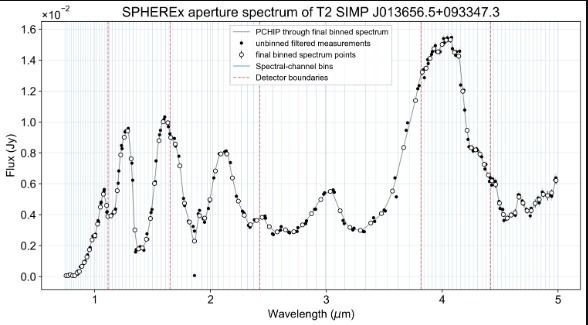 SPHEREx aperture spectrum of T2 SIMP J013656.5+093347.3
×10⁻²
PCHIP through final binned spectrum
unbinned filtered measurements
final binned spectrum points
Spectral-channel bins
Detector boundaries
1.6
1.4
1.2
1.0
0.8
0.6
0.4
0.2
0.0
Flux (Jy)
1 2 3 4 5
Wavelength (μm)